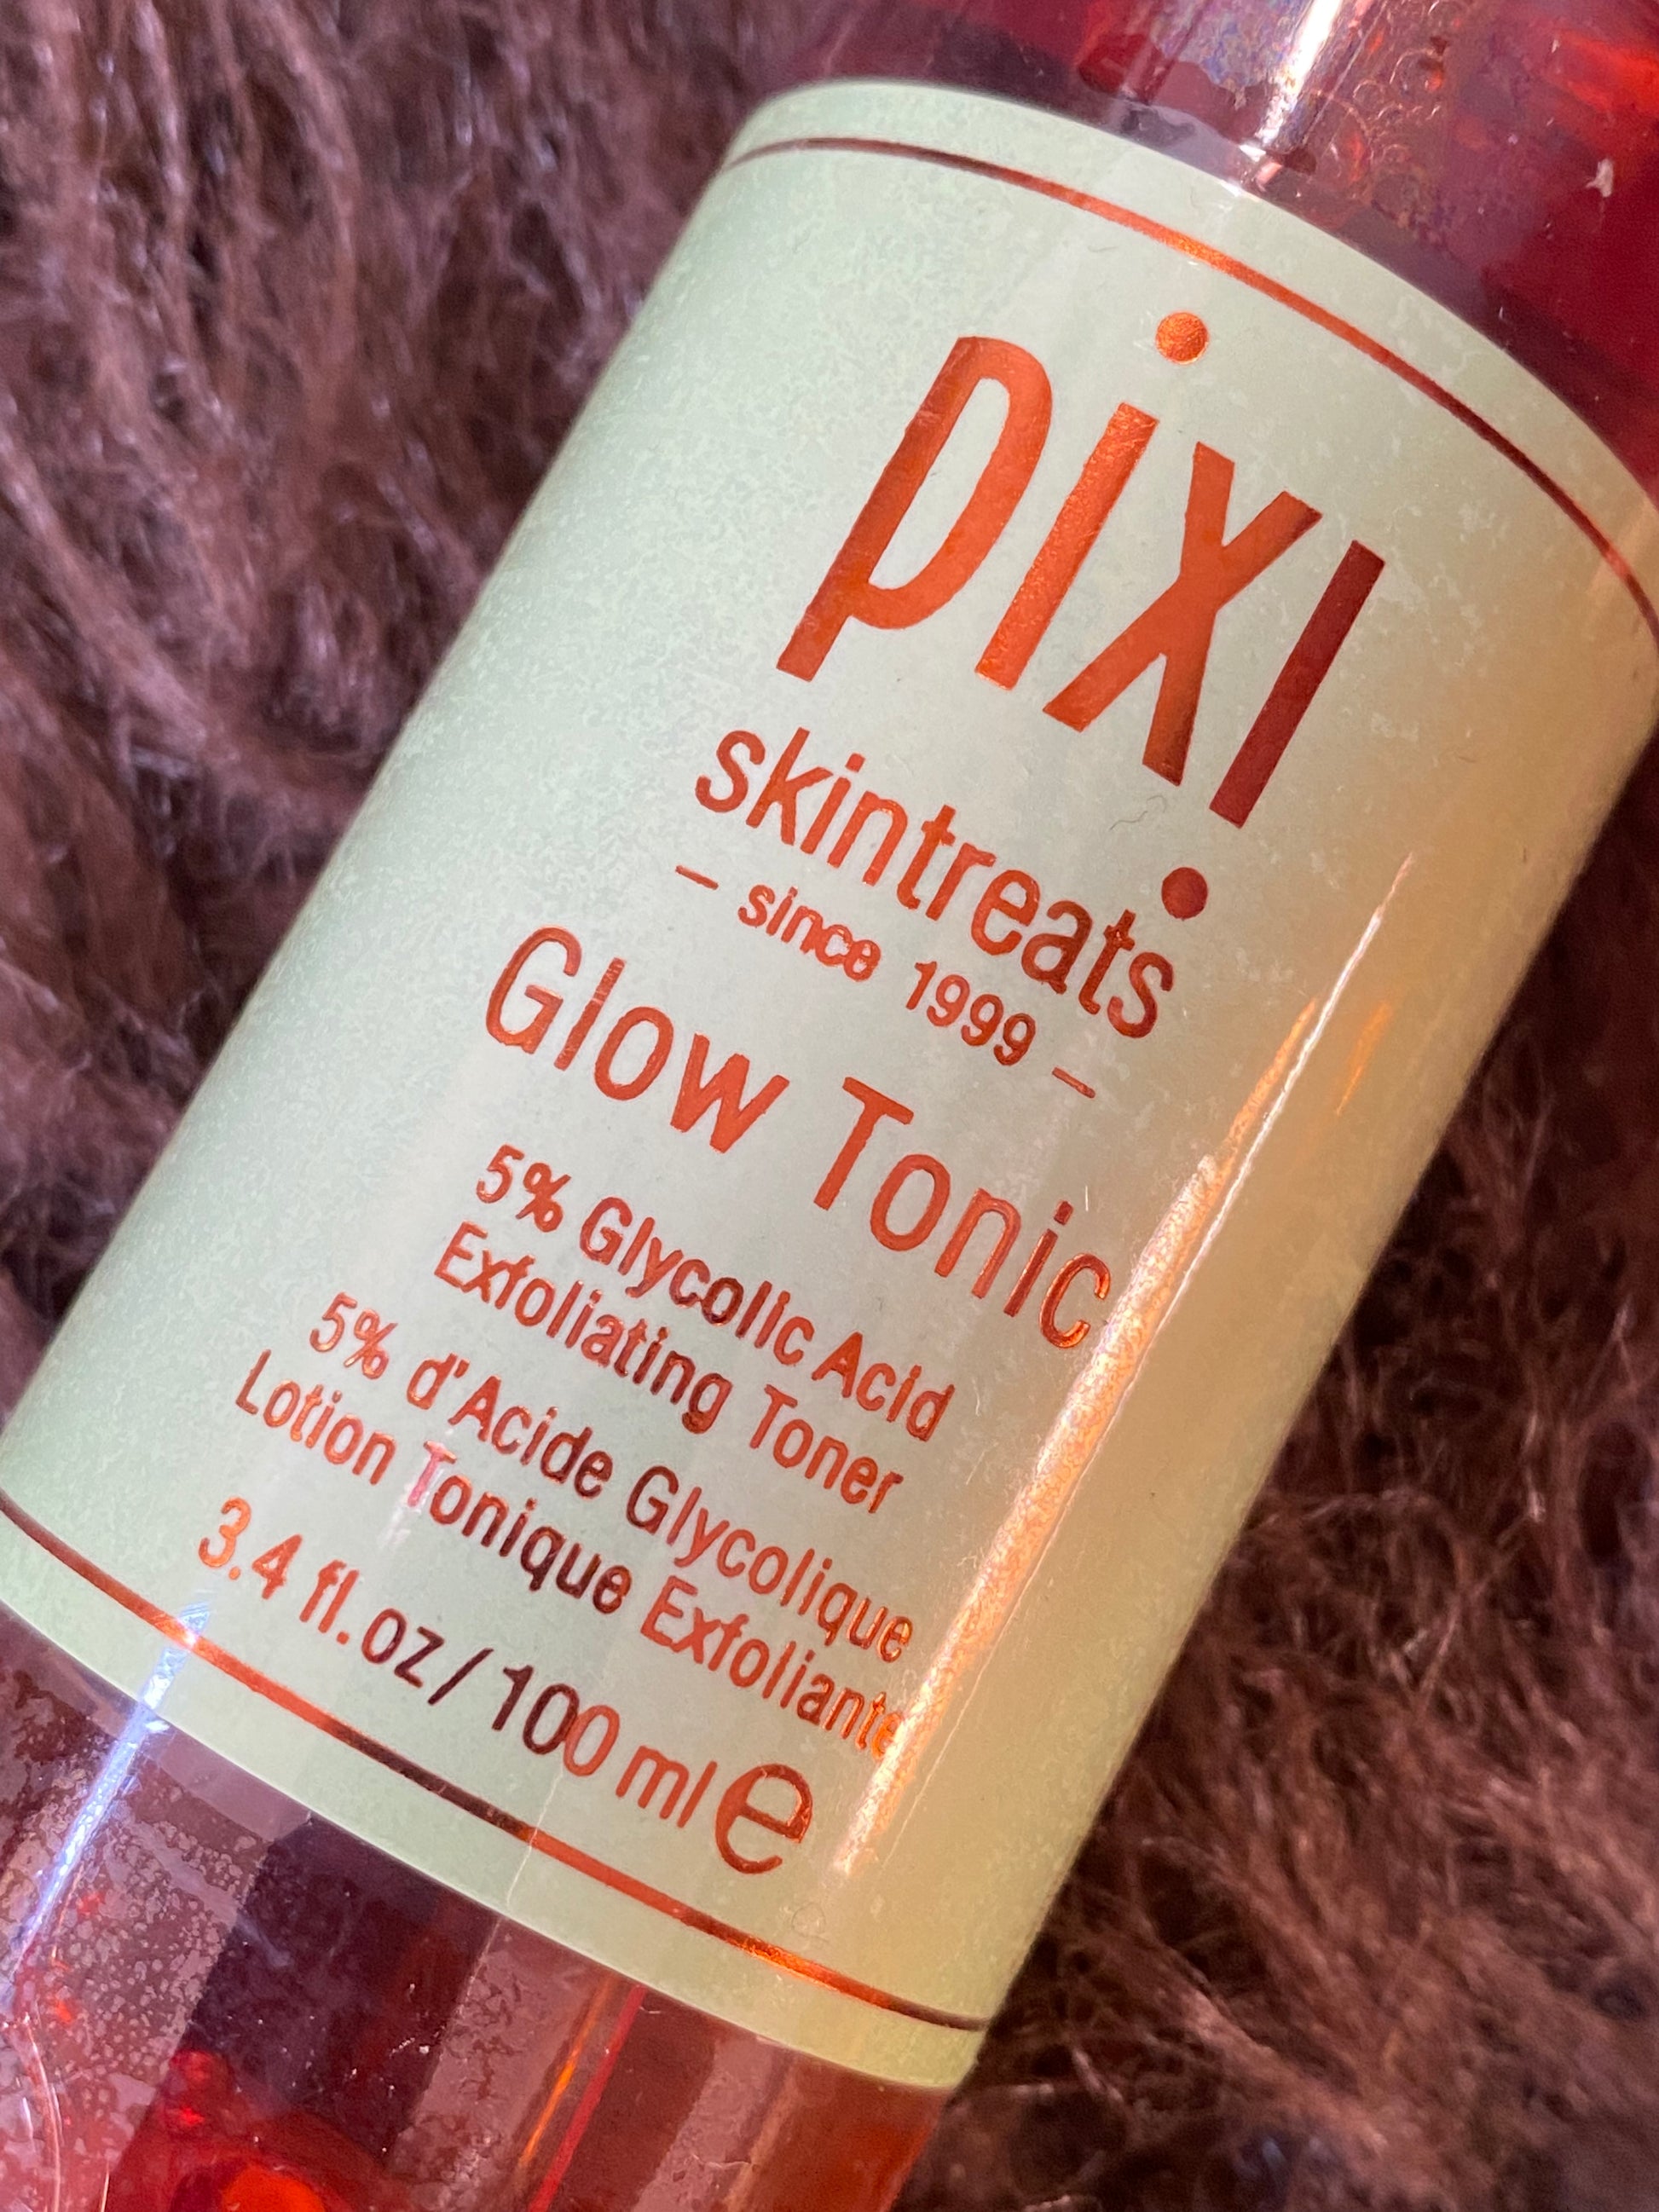 pixi
skintreats
– since 1999 –
Glow Tonic
5% Glycolic Acid
Exfoliating Toner
5% d'Acide Glycolique
Lotion Tonique Exfoliante
3.4 fl.oz / 100 ml e